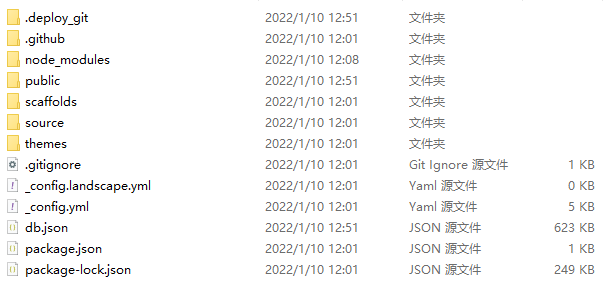 .deploy_git 2022/1/10 12:51 文件夹
.github 2022/1/10 12:01 文件夹
node_modules 2022/1/10 12:08 文件夹
public 2022/1/10 12:51 文件夹
scaffolds 2022/1/10 12:01 文件夹
source 2022/1/10 12:01 文件夹
themes 2022/1/10 12:01 文件夹
.gitignore 2022/1/10 12:01 Git Ignore 源文件 1 KB
_config.landscape.yml 2022/1/10 12:01 Yaml 源文件 0 KB
_config.yml 2022/1/10 12:01 Yaml 源文件 5 KB
db.json 2022/1/10 12:51 JSON 源文件 623 KB
package.json 2022/1/10 12:01 JSON 源文件 1 KB
package-lock.json 2022/1/10 12:01 JSON 源文件 249 KB